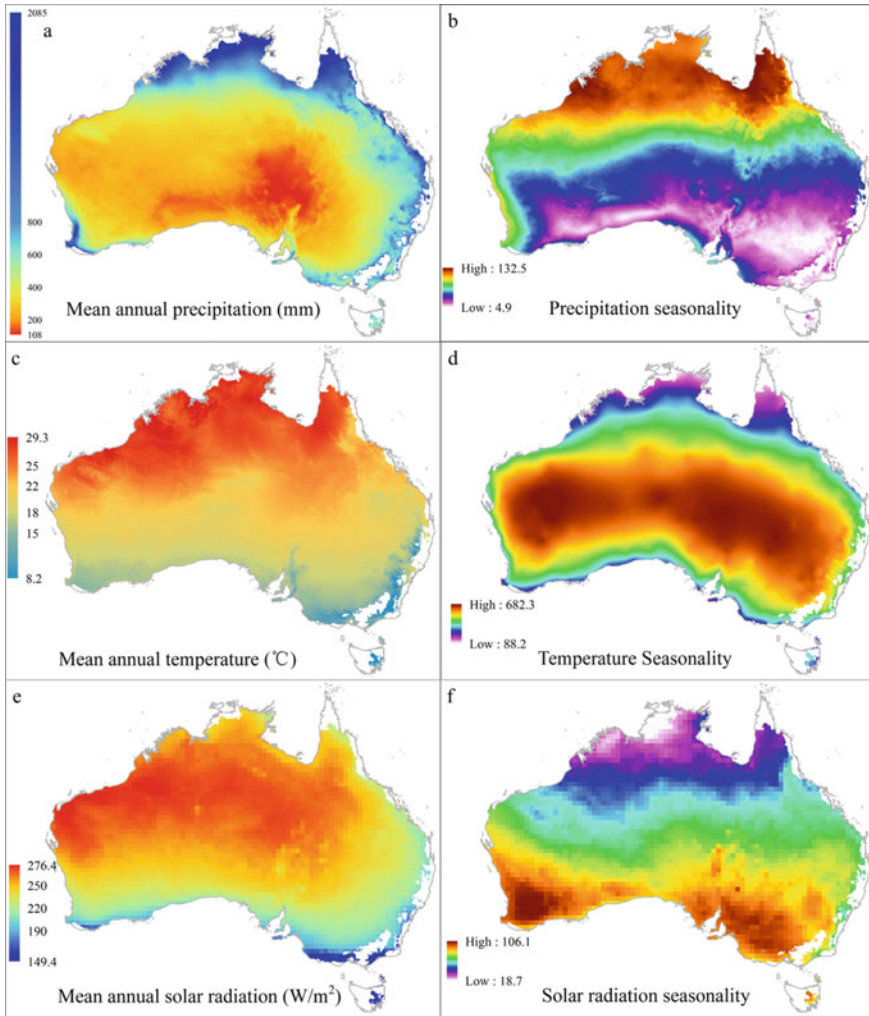 a
2085
800
600
400
200
108
Mean annual precipitation (mm)
b
High : 132.5
Low : 4.9
Precipitation seasonality
c
29.3
25
22
18
15
8.2
Mean annual temperature (℃)
d
High : 682.3
Low : 88.2
Temperature Seasonality
e
276.4
250
220
190
149.4
Mean annual solar radiation (W/m²)
f
High : 106.1
Low : 18.7
Solar radiation seasonality